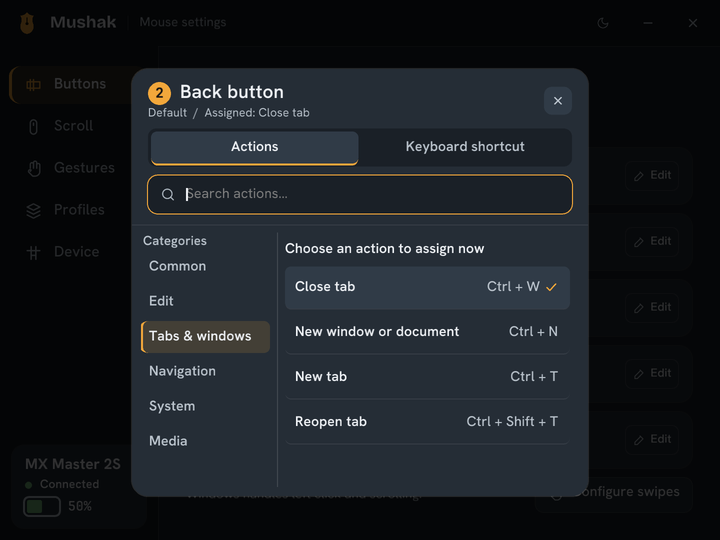 Mushak
Mouse settings
Buttons
Scroll
Gestures
Profiles
Device
MX Master 2S
Connected
50%
2 Back button
Default / Assigned: Close tab
Actions
Keyboard shortcut
Search actions...
Categories
Common
Edit
Tabs & windows
Navigation
System
Media
Choose an action to assign now
Close tab Ctrl + W
New window or document Ctrl + N
New tab Ctrl + T
Reopen tab Ctrl + Shift + T
Edit
Edit
Edit
Edit
Edit
Configure swipes